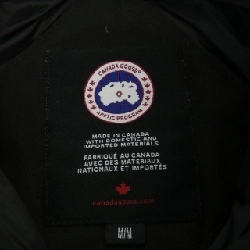 CANADA GOOSE
ARCTIC PROGRAM
MADE IN CANADA
WITH DOMESTIC AND
IMPORTED MATERIALS
FABRIQUÉ AU CANADA
AVEC DES MATERIAUX
NATIONAUX ET IMPORTÉS
canadagoose.com
M/M